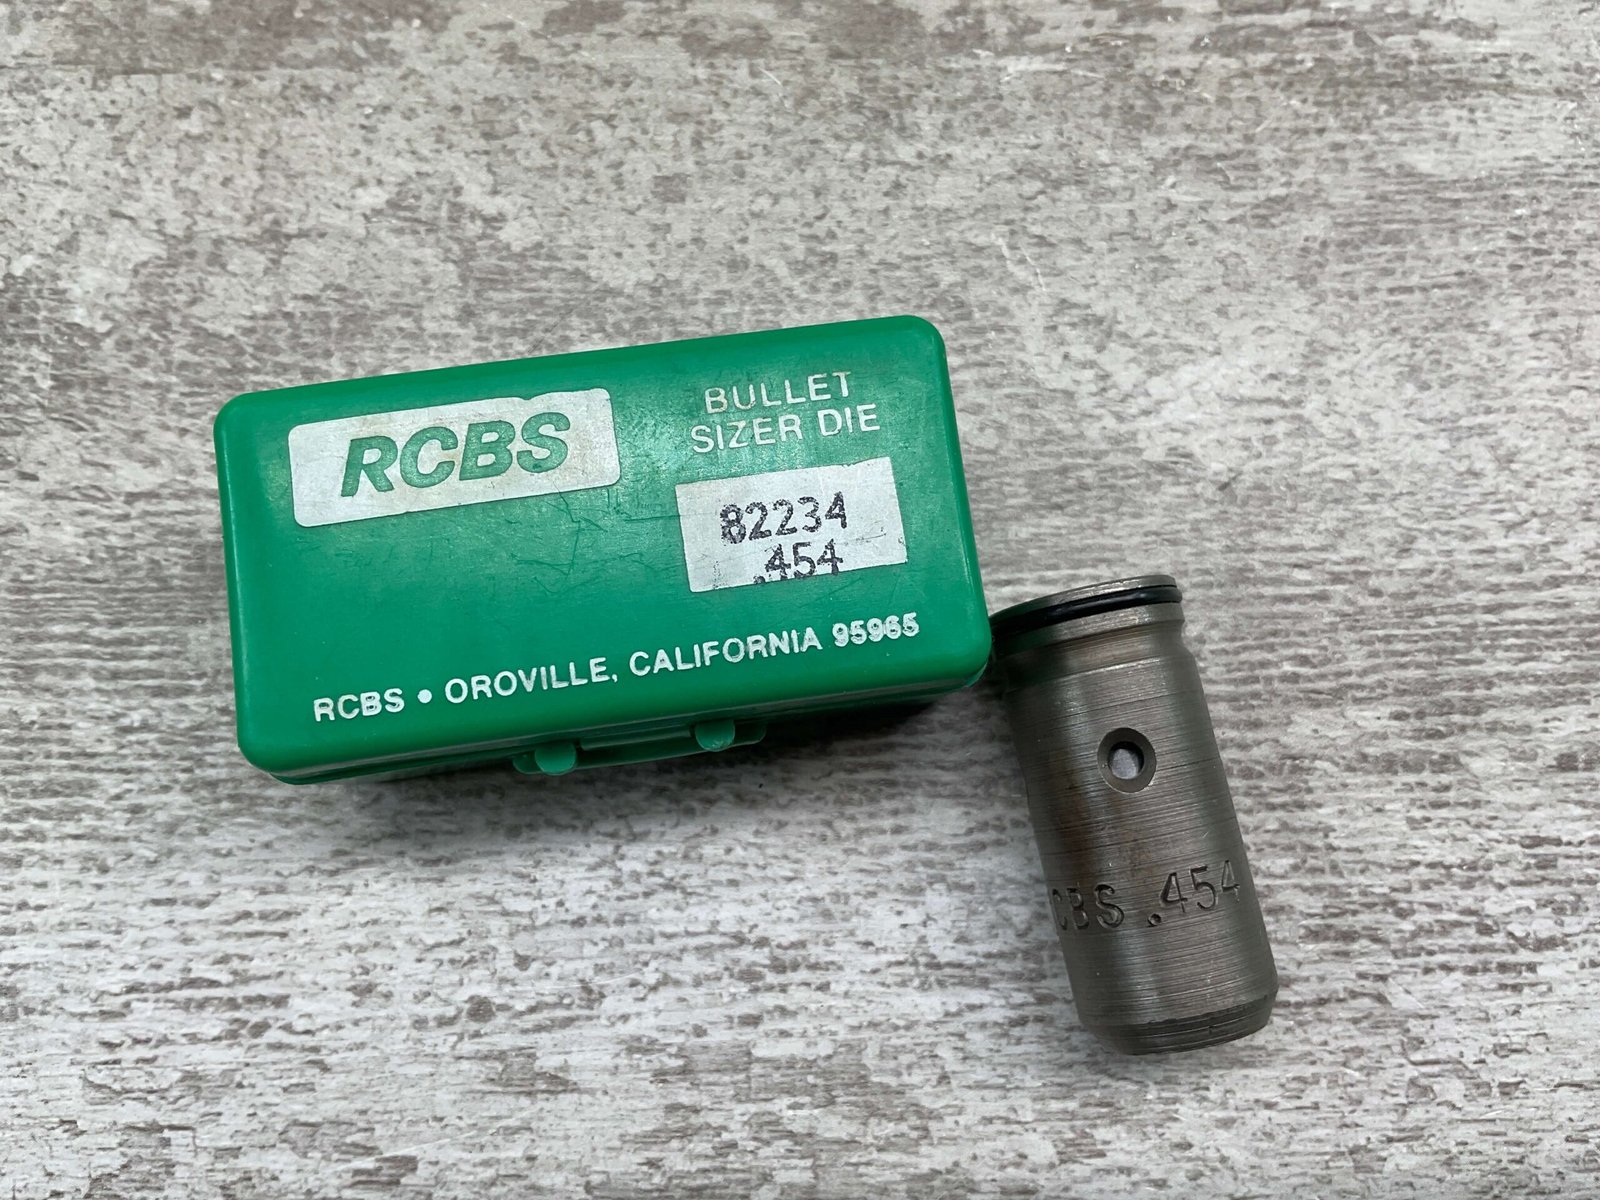 RCBS
BULLET
SIZER DIE
82234
.454
RCBS • OROVILLE, CALIFORNIA 95965
CBS .454